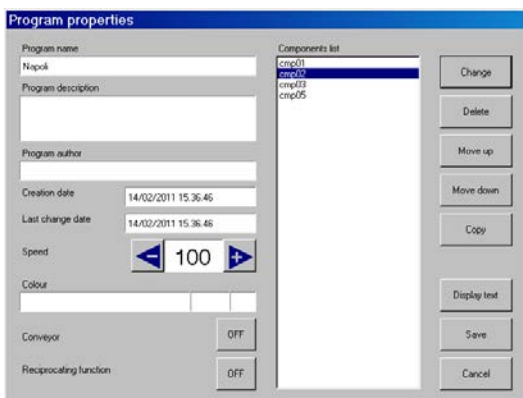 Program properties
Program name
Napoli
Program description
Program author
Creation date
14/02/2011 15.36.46
Last change date
14/02/2011 15.36.46
Speed
- 100 +
Colour
Conveyor
OFF
Reciprocating function
OFF
Components list
cmp01
cmp02
cmp03
cmp05
Change
Delete
Move up
Move down
Copy
Display text
Save
Cancel